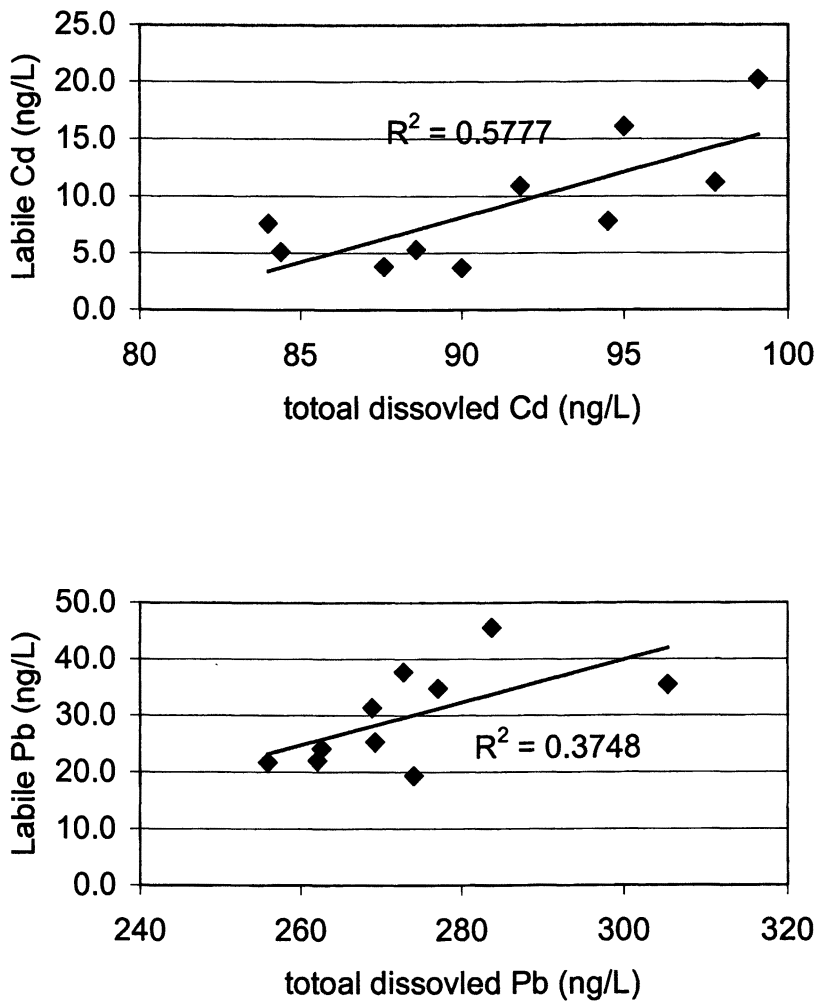 25.0
20.0
15.0
10.0
5.0
0.0
Labile Cd (ng/L)
R² = 0.5777
80 85 90 95 100
totoal dissovled Cd (ng/L)
50.0
40.0
30.0
20.0
10.0
0.0
Labile Pb (ng/L)
R² = 0.3748
240 260 280 300 320
totoal dissovled Pb (ng/L)